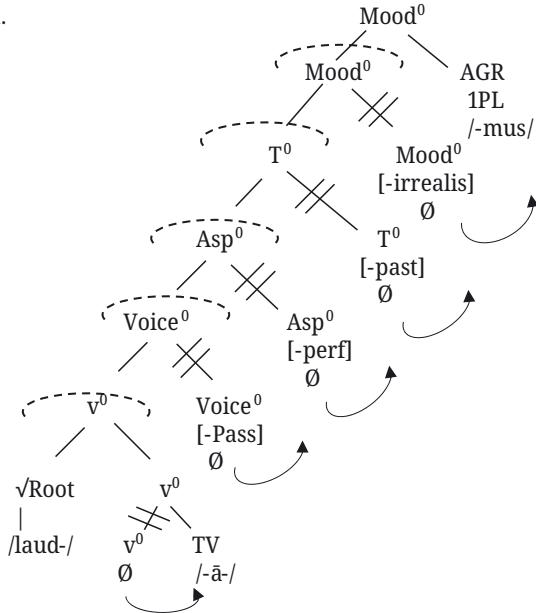 .
Mood⁰
Mood⁰ AGR
1PL
/-mus/
T⁰ Mood⁰
[-irrealis]
Ø
Asp⁰ T⁰
[-past]
Ø
Voice⁰ Asp⁰
[-perf]
Ø
v⁰ Voice⁰
[-Pass]
Ø
√Root v⁰
/laud-/ v⁰ TV
Ø /-ā-/